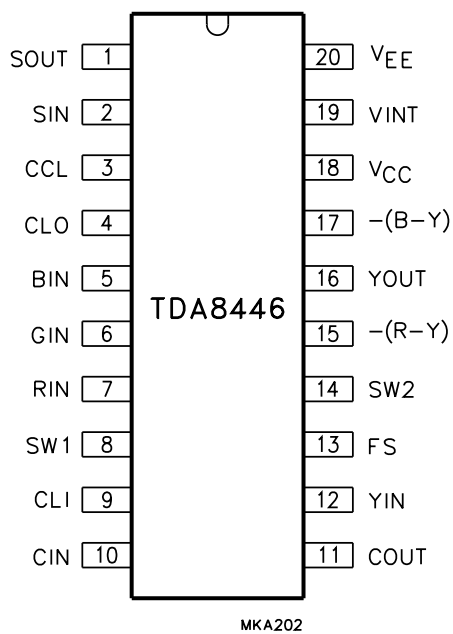 SOUT 1 20 VEE
SIN 2 19 VINT
CCL 3 18 VCC
CLO 4 17 −(B−Y)
BIN 5 16 YOUT
TDA8446
GIN 6 15 −(R−Y)
RIN 7 14 SW2
SW1 8 13 FS
CLI 9 12 YIN
CIN 10 11 COUT
MKA202